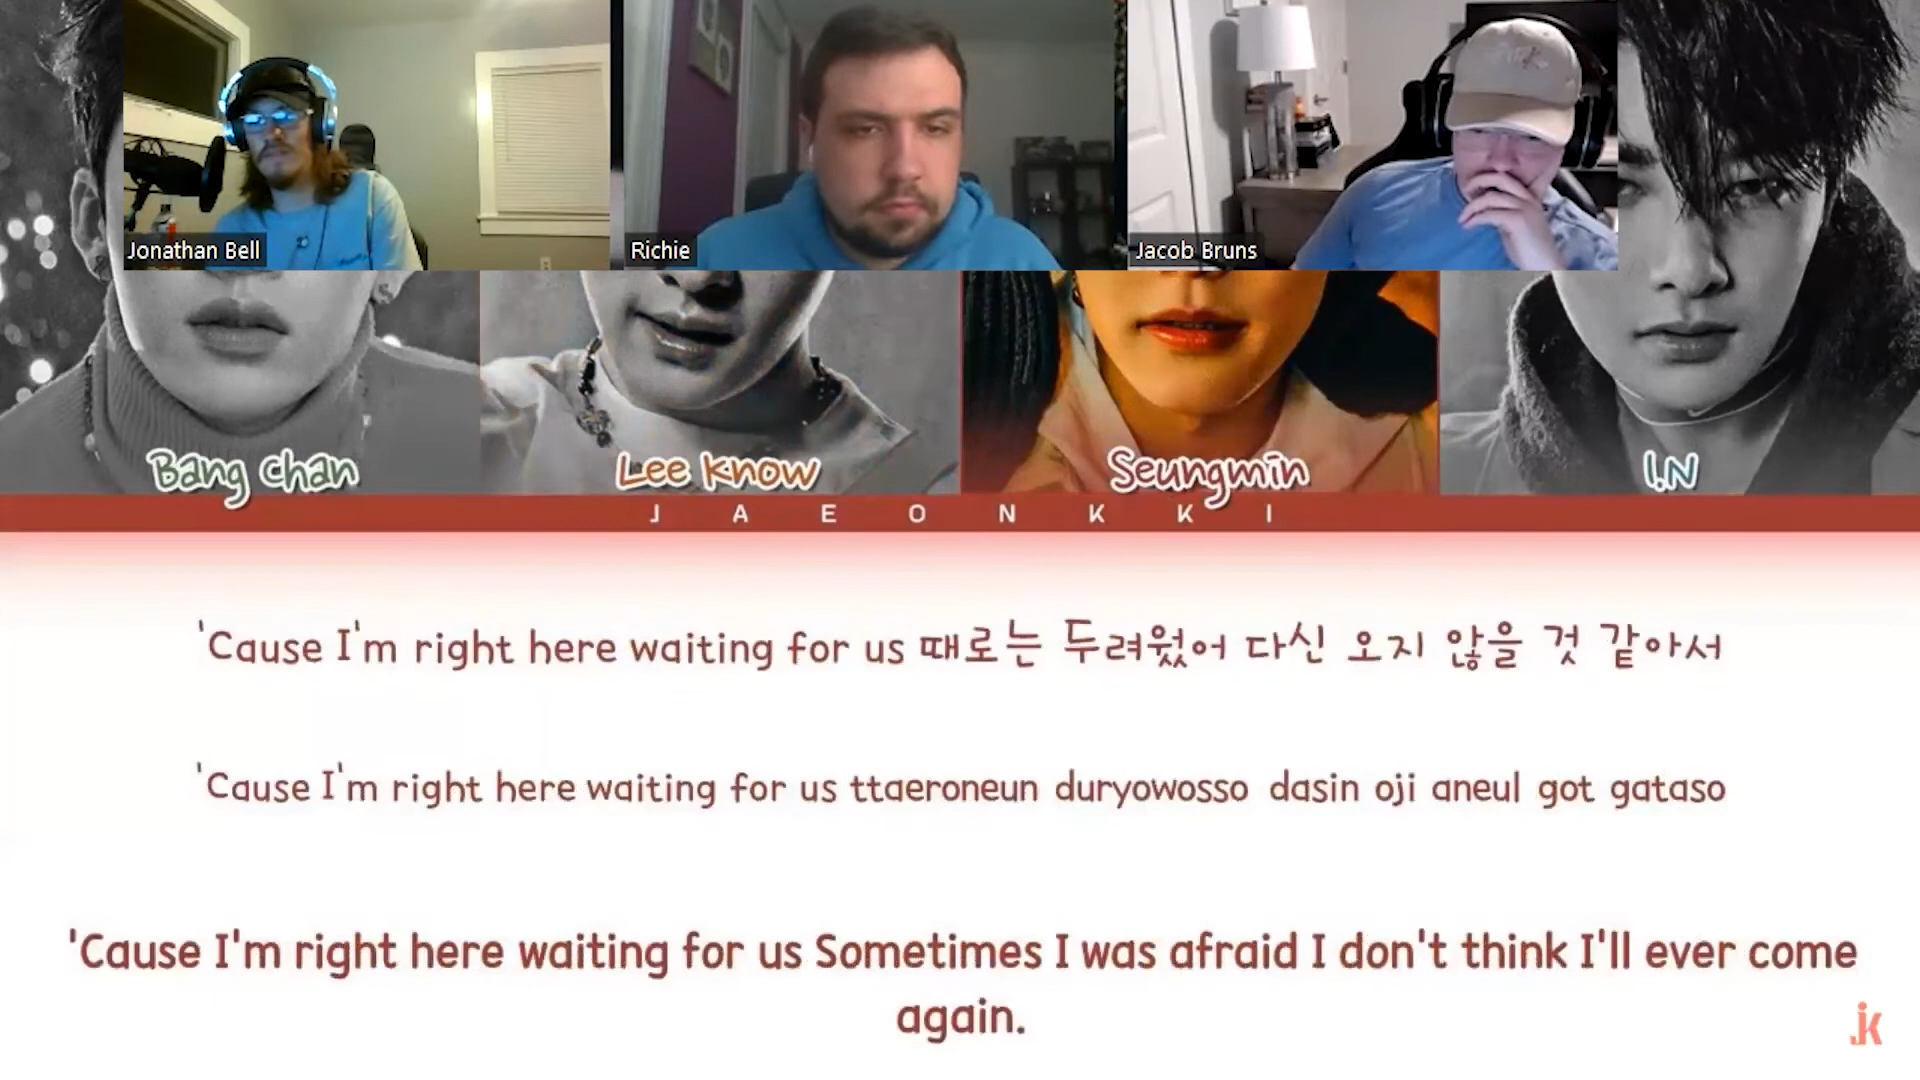 Jonathan Bell
Richie
Jacob Bruns
Bang Chan
Lee Know
Seungmin
I.N
JAEONKKI
'Cause I'm right here waiting for us 때로는 두려웠어 다신 오지 않을 것 같아서
'Cause I'm right here waiting for us ttaeroneun duryowosso dasin oji aneul got gataso
'Cause I'm right here waiting for us Sometimes I was afraid I don't think I'll ever come
again.
jk